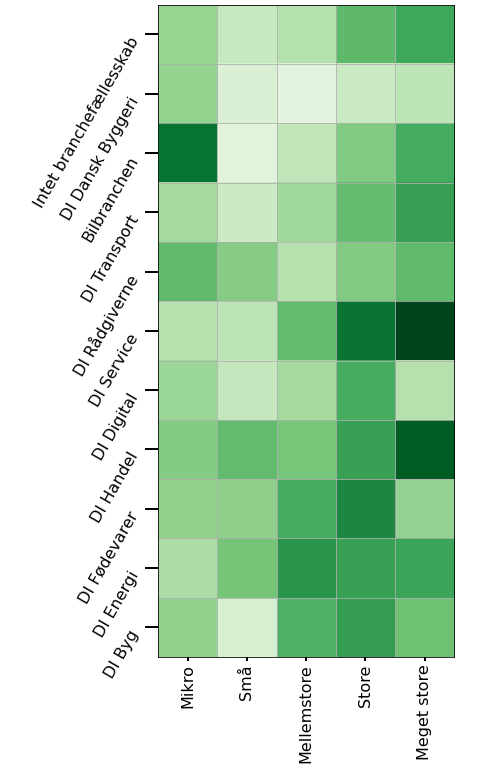 Intet branchefællesskab
DI Dansk Byggeri
Bilbranchen
DI Transport
DI Rådgiverne
DI Service
DI Digital
DI Handel
DI Fødevarer
DI Energi
DI Byg
Mikro
Små
Mellemstore
Store
Meget store